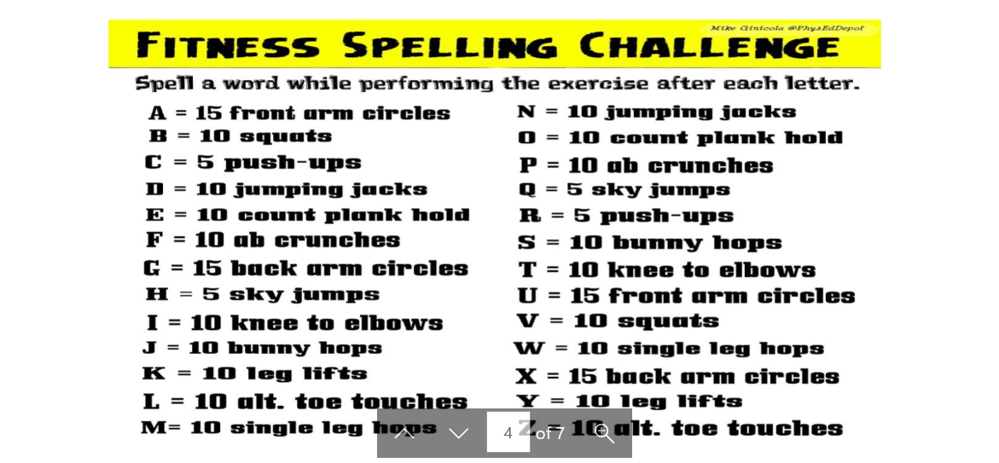 Mike Ginicola @PhysEdDepot
FITNESS SPELLING CHALLENGE
Spell a word while performing the exercise after each letter.
A = 15 front arm circles
B = 10 squats
C = 5 push-ups
D = 10 jumping jacks
E = 10 count plank hold
F = 10 ab crunches
G = 15 back arm circles
H = 5 sky jumps
I = 10 knee to elbows
J = 10 bunny hops
K = 10 leg lifts
L = 10 alt. toe touches
M= 10 single leg hops
N = 10 jumping jacks
O = 10 count plank hold
P = 10 ab crunches
Q = 5 sky jumps
R = 5 push-ups
S = 10 bunny hops
T = 10 knee to elbows
U = 15 front arm circles
V = 10 squats
W = 10 single leg hops
X = 15 back arm circles
Y = 10 leg lifts
Z = 10 alt. toe touches
4 of 7